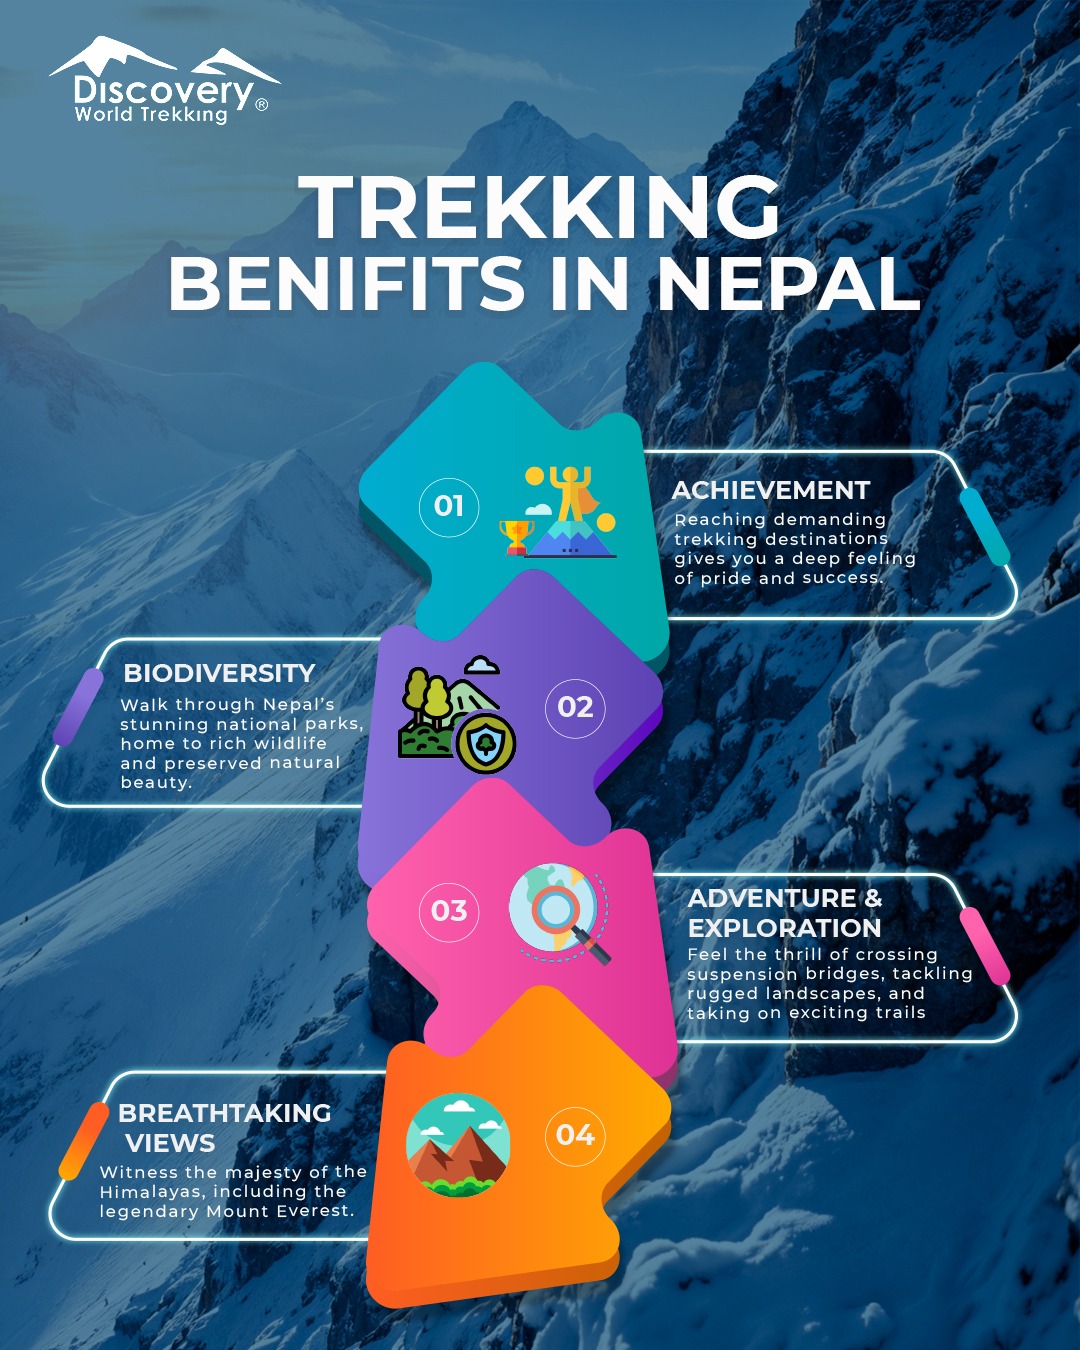 Discovery®
World Trekking
TREKKING
BENIFITS IN NEPAL
01
ACHIEVEMENT
Reaching demanding
trekking destinations
gives you a deep feeling
of pride and success.
BIODIVERSITY
Walk through Nepal's
stunning national parks,
home to rich wildlife
and preserved natural
beauty.
02
03
ADVENTURE &
EXPLORATION
Feel the thrill of crossing
suspension bridges, tackling
rugged landscapes, and
taking on exciting trails
BREATHTAKING
VIEWS
Witness the majesty of the
Himalayas, including the
legendary Mount Everest.
04